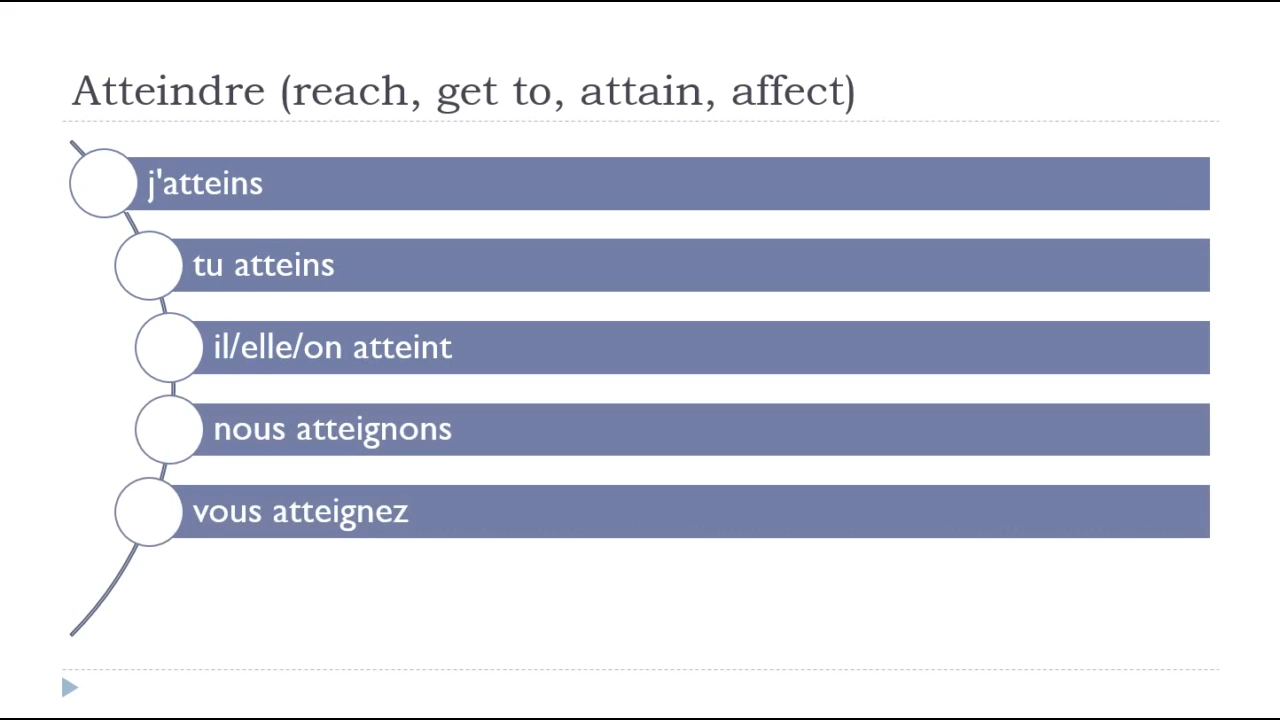 Atteindre (reach, get to, attain, affect)
j'atteins
tu atteins
il/elle/on atteint
nous atteignons
vous atteignez